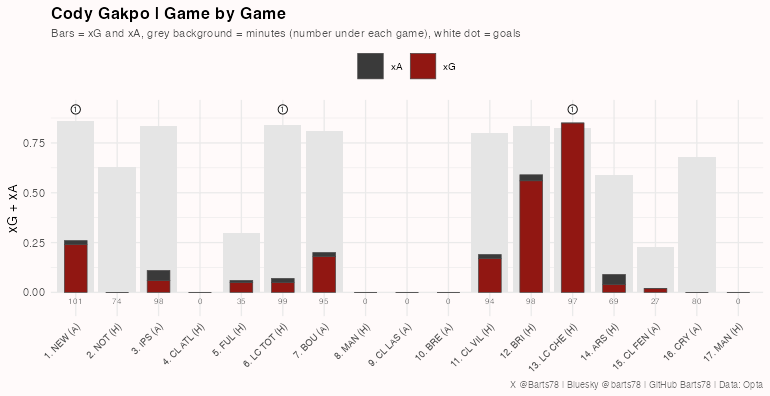 Cody Gakpo I Game by Game
Bars = xG and xA, grey background = minutes (number under each game), white dot = goals
xA xG
1 1 1
xG + xA
0.75
0.50
0.25
0.00
101 74 98 0 35 99 95 0 0 0 94 98 97 69 27 80 0
1. NEW (A) 2. NOT (H) 3. IPS (A) 4. CL ATL (H) 5. FUL (H) 6. LC TOT (H) 7. BOU (A) 8. MAN (H) 9. CL LAS (A) 10. BRE (A) 11. CL VIL (H) 12. BRI (H) 13. LC CHE (H) 14. ARS (H) 15. CL FEN (A) 16. CRY (A) 17. MAN (H)
X @Barts78 I Bluesky @barts78 I GitHub Barts78 I Data: Opta